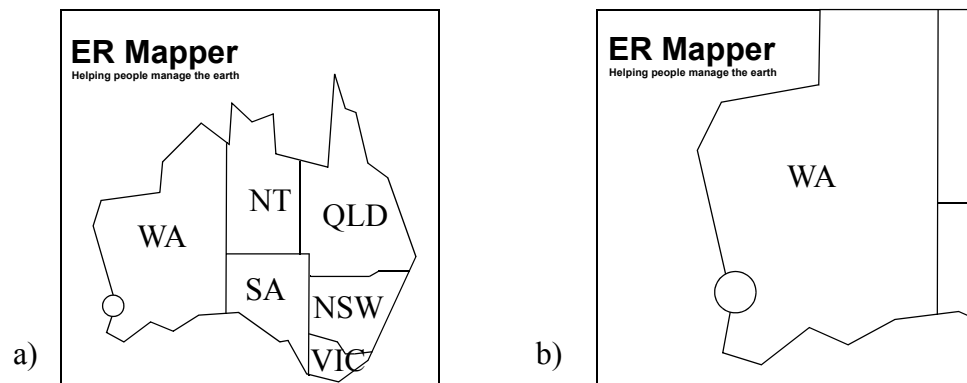 ER Mapper
Helping people manage the earth
NT
QLD
WA
SA
NSW
VIC
a)
ER Mapper
Helping people manage the earth
WA
b)